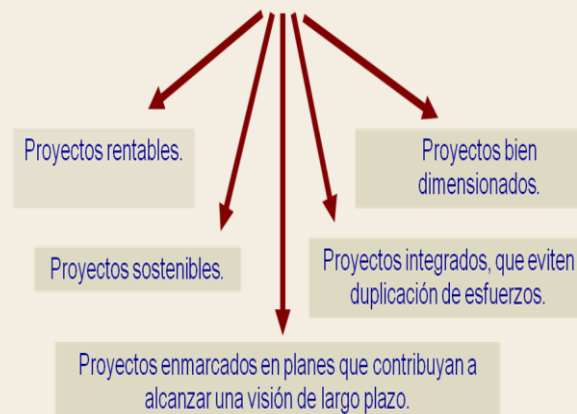 Proyectos rentables.
Proyectos bien
dimensionados.
Proyectos sostenibles.
Proyectos integrados, que eviten
duplicación de esfuerzos.
Proyectos enmarcados en planes que contribuyan a
alcanzar una visión de largo plazo.